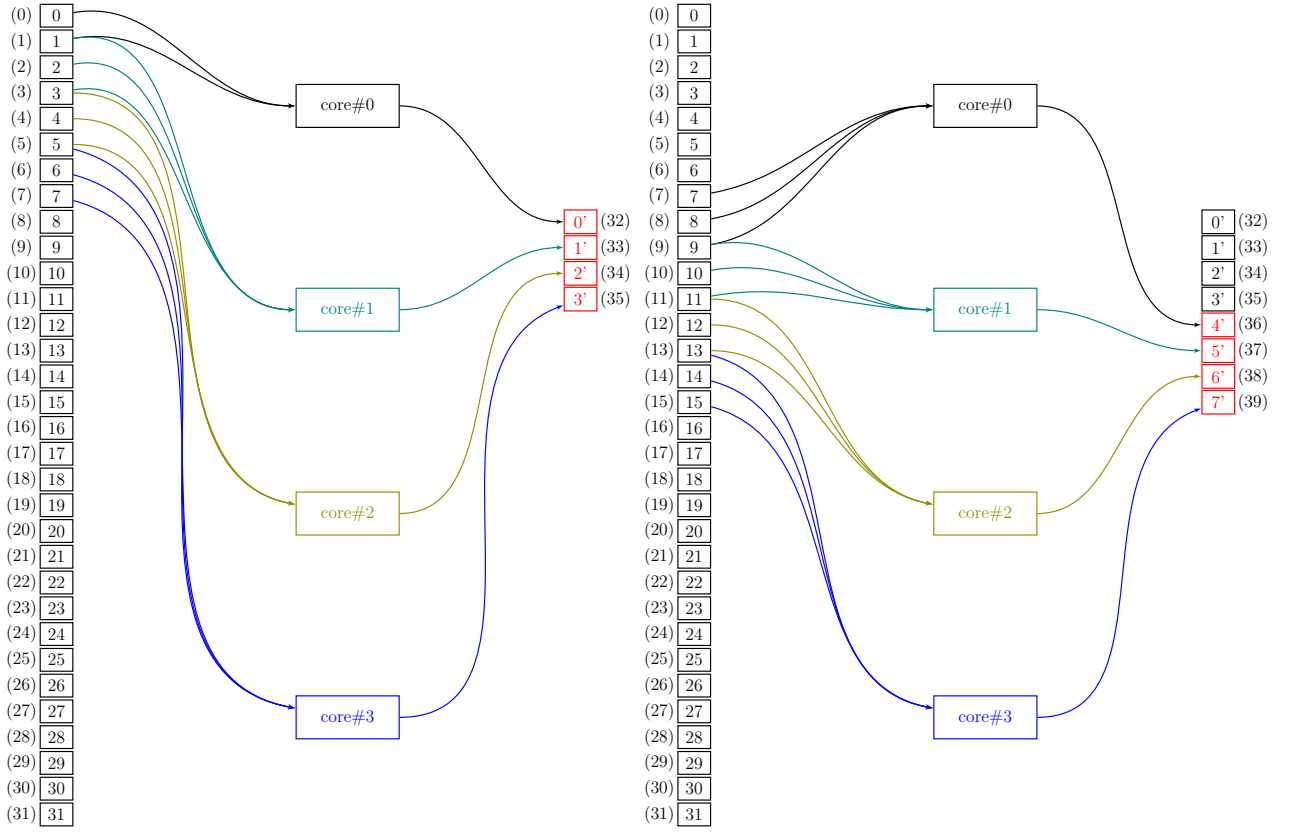 (0) 0 (0) 0
(1) 1 (1) 1
(2) 2 (2) 2
(3) 3 core#0 (3) 3 core#0
(4) 4 (4) 4
(5) 5 (5) 5
(6) 6 (6) 6
(7) 7 (7) 7
(8) 8 0' (32) (8) 8 0' (32)
(9) 9 1' (33) (9) 9 1' (33)
(10) 10 2' (34) (10) 10 2' (34)
(11) 11 core#1 3' (35) (11) 11 core#1 3' (35)
(12) 12 (12) 12 4' (36)
(13) 13 (13) 13 5' (37)
(14) 14 (14) 14 6' (38)
(15) 15 (15) 15 7' (39)
(16) 16 (16) 16
(17) 17 (17) 17
(18) 18 (18) 18
(19) 19 core#2 (19) 19 core#2
(20) 20 (20) 20
(21) 21 (21) 21
(22) 22 (22) 22
(23) 23 (23) 23
(24) 24 (24) 24
(25) 25 (25) 25
(26) 26 (26) 26
(27) 27 core#3 (27) 27 core#3
(28) 28 (28) 28
(29) 29 (29) 29
(30) 30 (30) 30
(31) 31 (31) 31